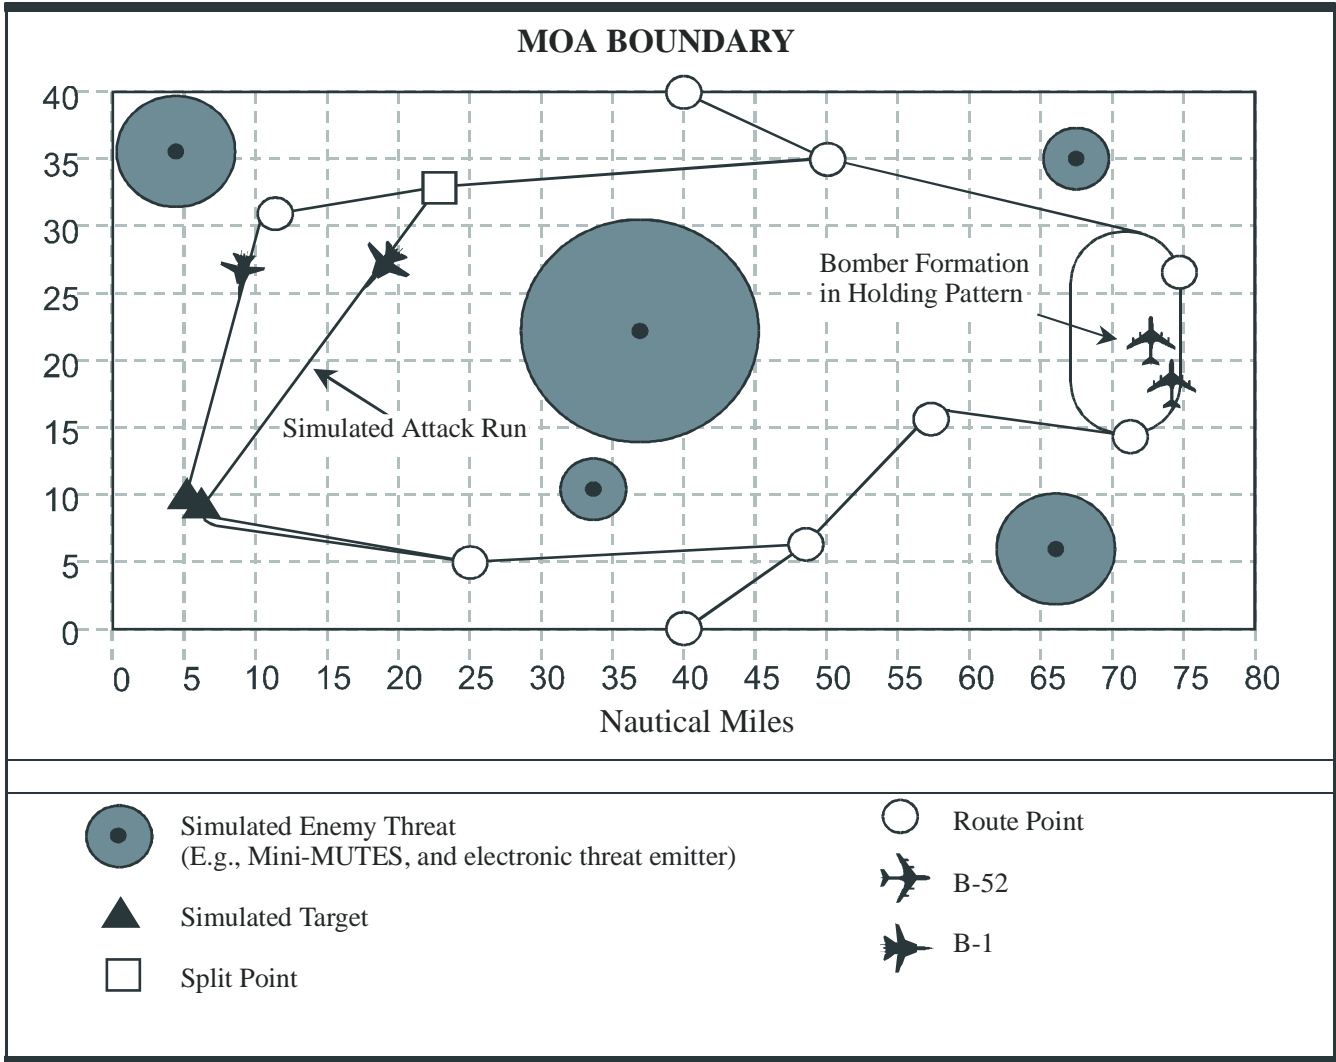 MOA BOUNDARY
40
35
30
25
20
15
10
5
0
Bomber Formation
in Holding Pattern
Simulated Attack Run
0 5 10 15 20 25 30 35 40 45 50 55 60 65 70 75 80
Nautical Miles
Simulated Enemy Threat
(E.g., Mini-MUTES, and electronic threat emitter)
Simulated Target
Split Point
Route Point
B-52
B-1